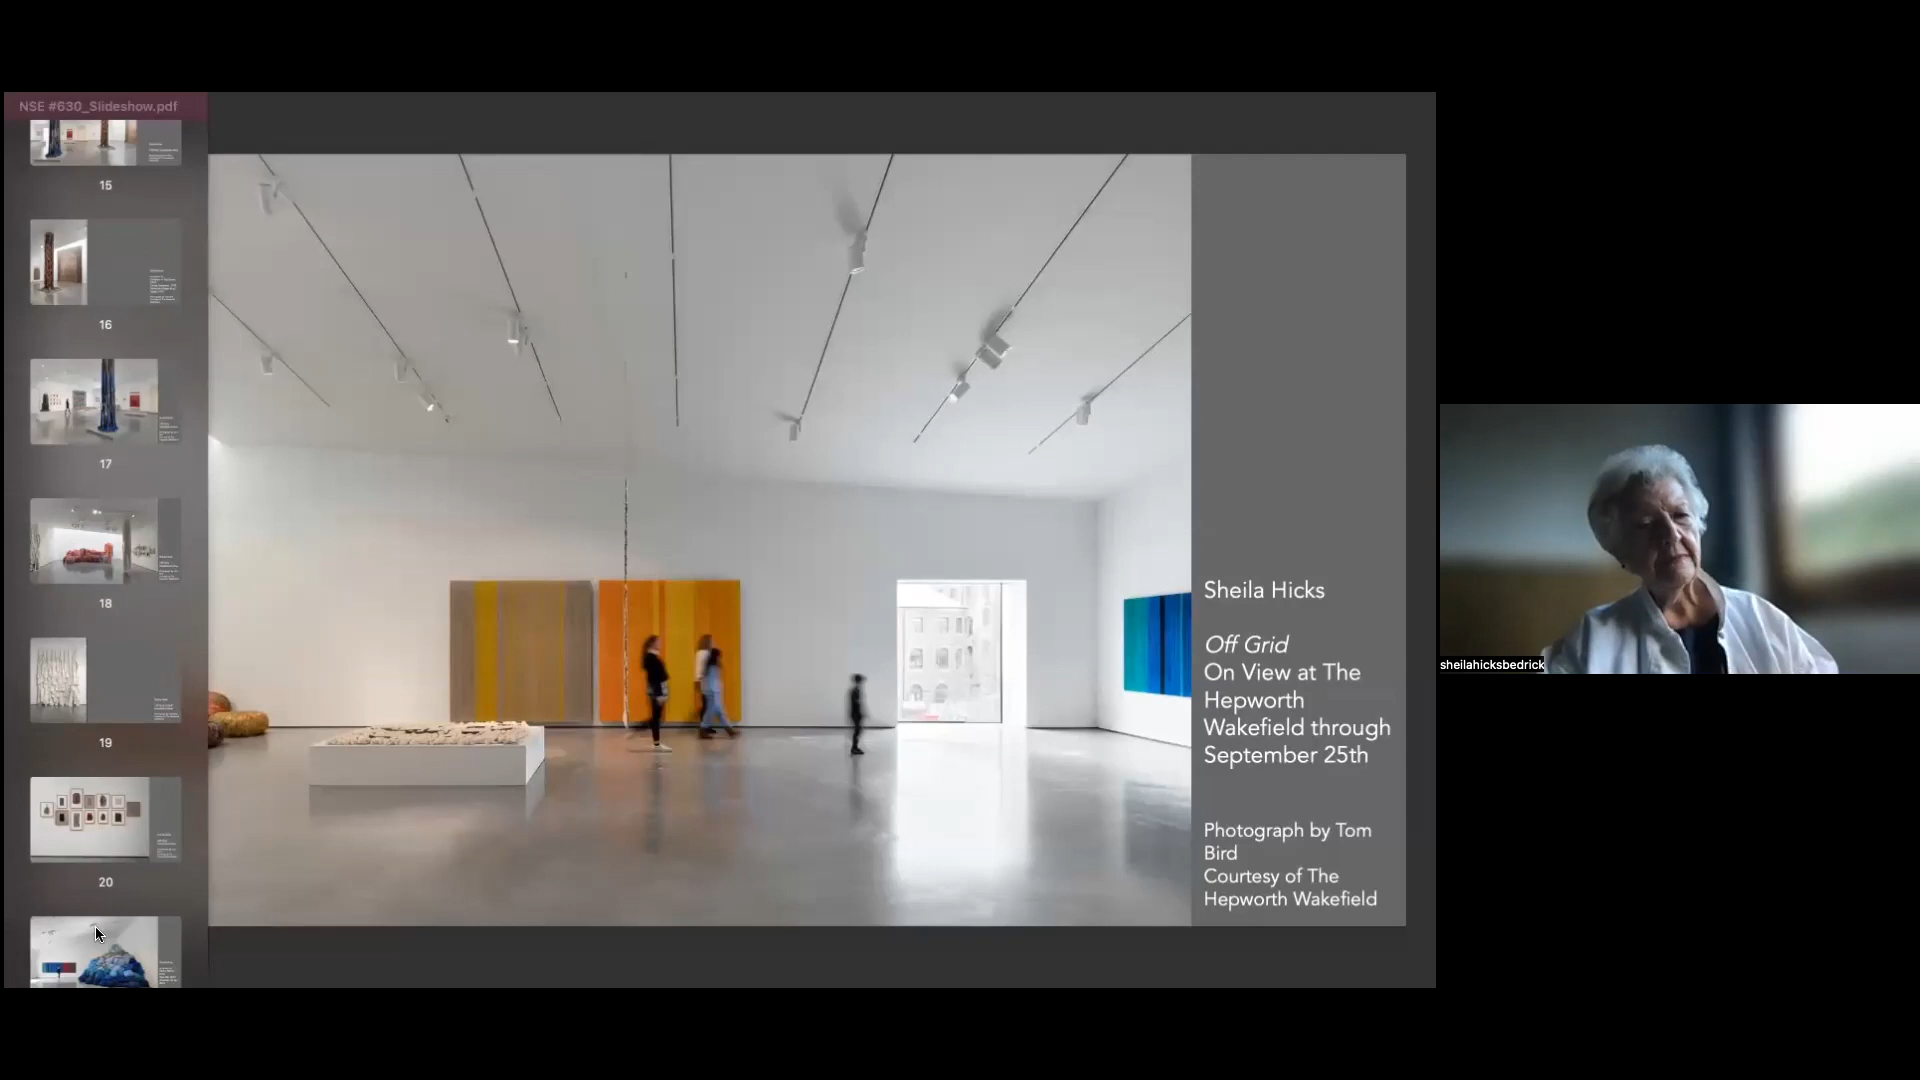 NSE #630_Slideshow.pdf
15
16
17
18
19
20
Sheila Hicks
Off Grid
On View at The
Hepworth
Wakefield through
September 25th
Photograph by Tom
Bird
Courtesy of The
Hepworth Wakefield
sheilahicksbedrick